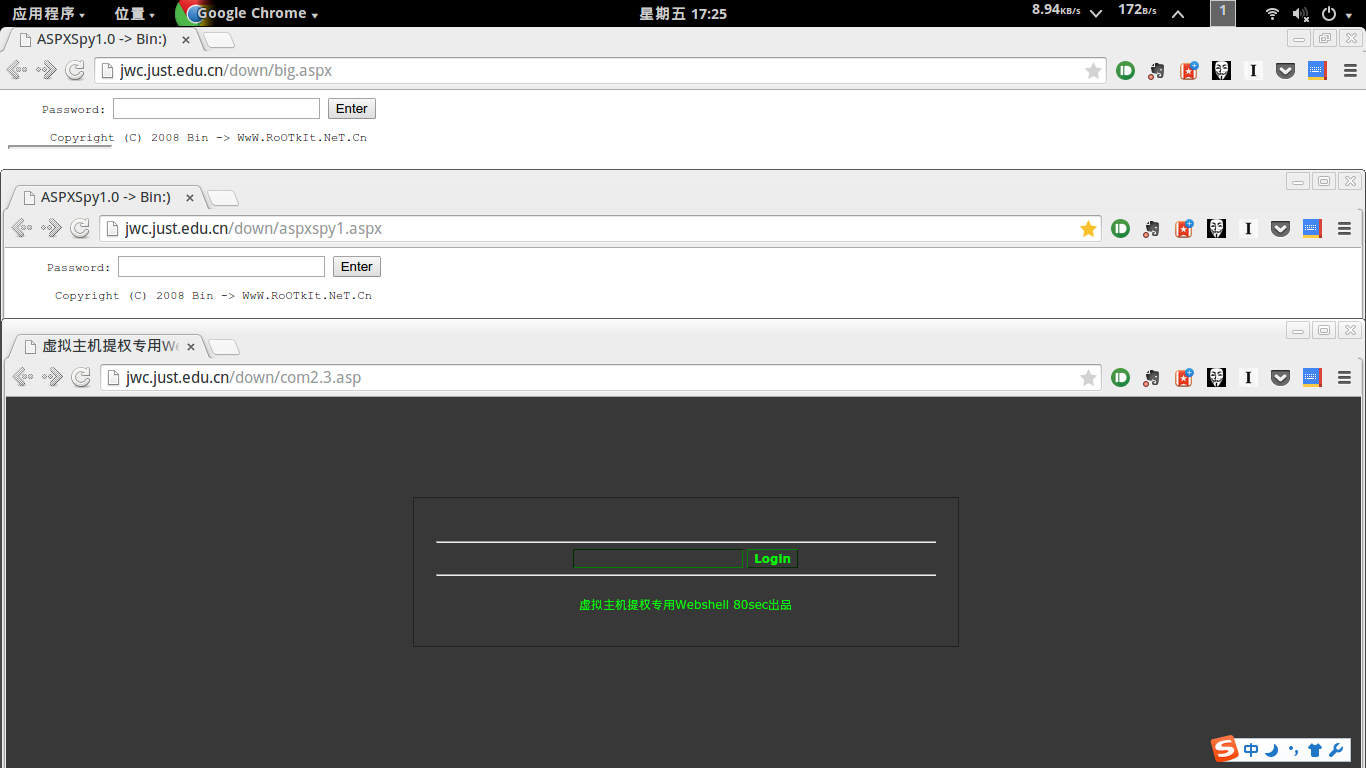 应用程序 位置 Google Chrome 星期五 17:25 8.94KB/s 172B/s 1
ASPXSpy1.0 -> Bin:)
jwc.just.edu.cn/down/big.aspx
Password: Enter
Copyright (C) 2008 Bin -> WwW.RoOTkIt.NeT.Cn
ASPXSpy1.0 -> Bin:)
jwc.just.edu.cn/down/aspxspy1.aspx
Password: Enter
Copyright (C) 2008 Bin -> WwW.RoOTkIt.NeT.Cn
虚拟主机提权专用We
jwc.just.edu.cn/down/com2.3.asp
LogIn
虚拟主机提权专用Webshell 80sec出品
S 中